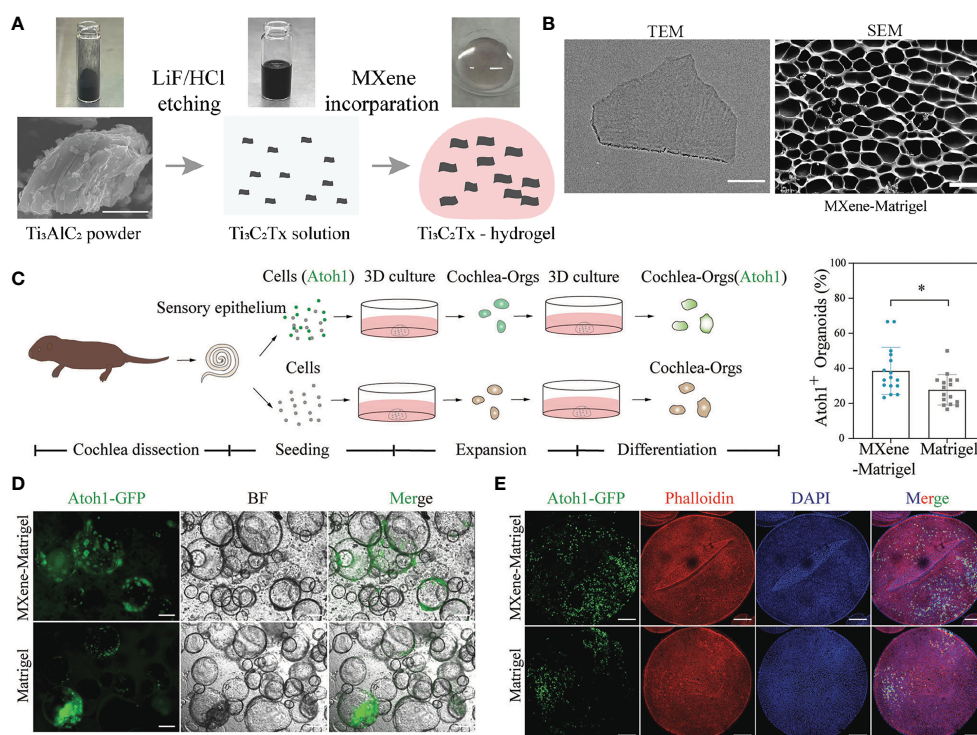 A
LiF/HCl
etching
MXene
incorparation
Ti₃AlC₂ powder
Ti₃C₂Tx solution
Ti₃C₂Tx - hydrogel
B
TEM
SEM
MXene-Matrigel
C
Cells (Atoh1)
3D culture
Cochlea-Orgs
3D culture
Cochlea-Orgs(Atoh1)
Sensory epithelium
Cells
Cochlea-Orgs
Cochlea dissection
Seeding
Expansion
Differentiation
Atoh1⁺ Organoids (%)
100
80
60
40
20
0
*
MXene
-Matrigel
Matrigel
D
Atoh1-GFP
BF
Merge
MXene-Matrigel
Matrigel
E
Atoh1-GFP
Phalloidin
DAPI
Merge
MXene-Matrigel
Matrigel